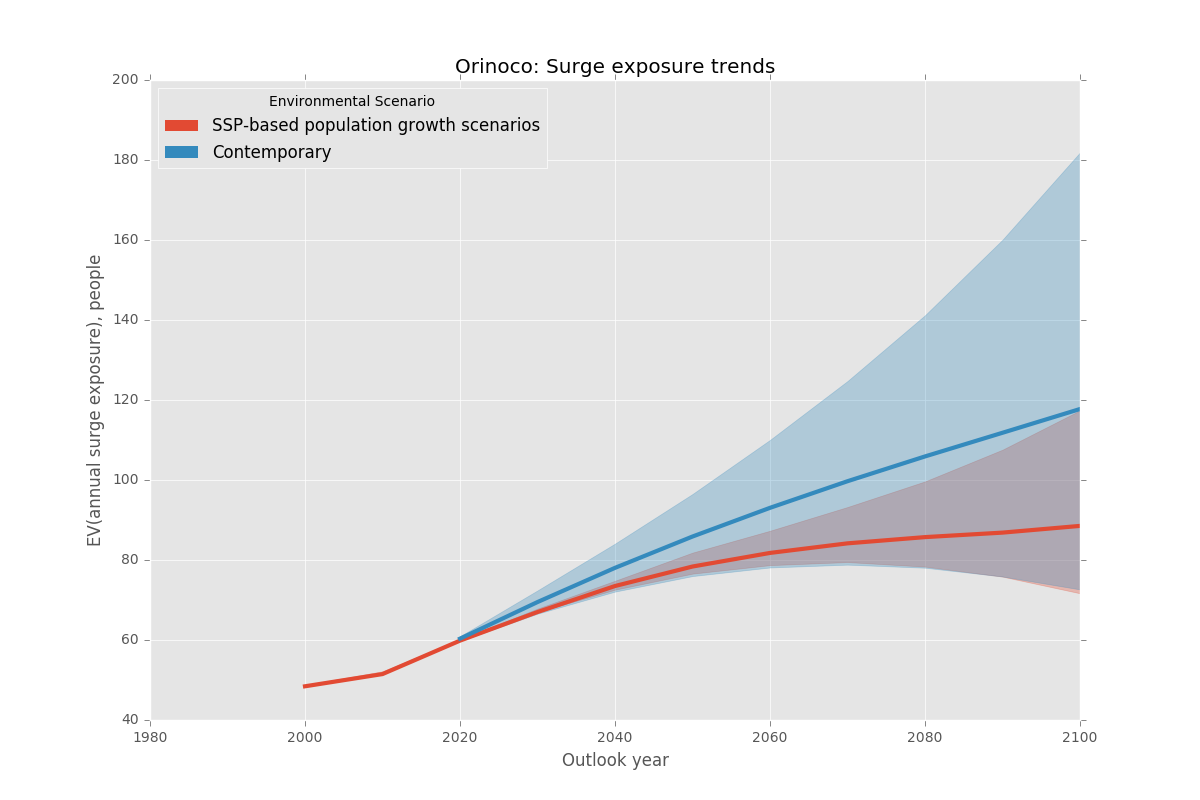 Orinoco: Surge exposure trends
Environmental Scenario
SSP-based population growth scenarios
Contemporary
EV(annual surge exposure), people
200
180
160
140
120
100
80
60
40
1980 2000 2020 2040 2060 2080 2100
Outlook year